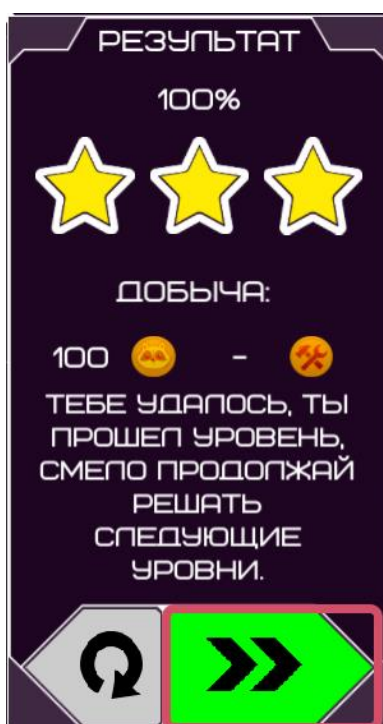 РЕЗУЛЬТАТ
100%
ДОБЫЧА:
100 -
ТЕБЕ УДАЛОСЬ, ТЫ
ПРОШЕЛ УРОВЕНЬ,
СМЕЛО ПРОДОЛЖАЙ
РЕШАТЬ
СЛЕДУЮЩИЕ
УРОВНИ.